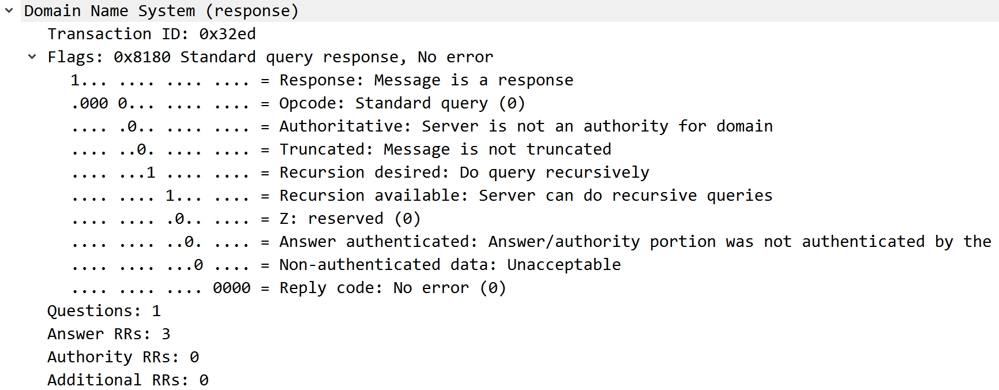 Domain Name System (response)
Transaction ID: 0x32ed
Flags: 0x8180 Standard query response, No error
1... .... .... .... = Response: Message is a response
.000 0... .... .... = Opcode: Standard query (0)
.... .0.. .... .... = Authoritative: Server is not an authority for domain
.... ..0. .... .... = Truncated: Message is not truncated
.... ...1 .... .... = Recursion desired: Do query recursively
.... .... 1... .... = Recursion available: Server can do recursive queries
.... .... .0.. .... = Z: reserved (0)
.... .... ..0. .... = Answer authenticated: Answer/authority portion was not authenticated by the
.... .... ...0 .... = Non-authenticated data: Unacceptable
.... .... .... 0000 = Reply code: No error (0)
Questions: 1
Answer RRs: 3
Authority RRs: 0
Additional RRs: 0